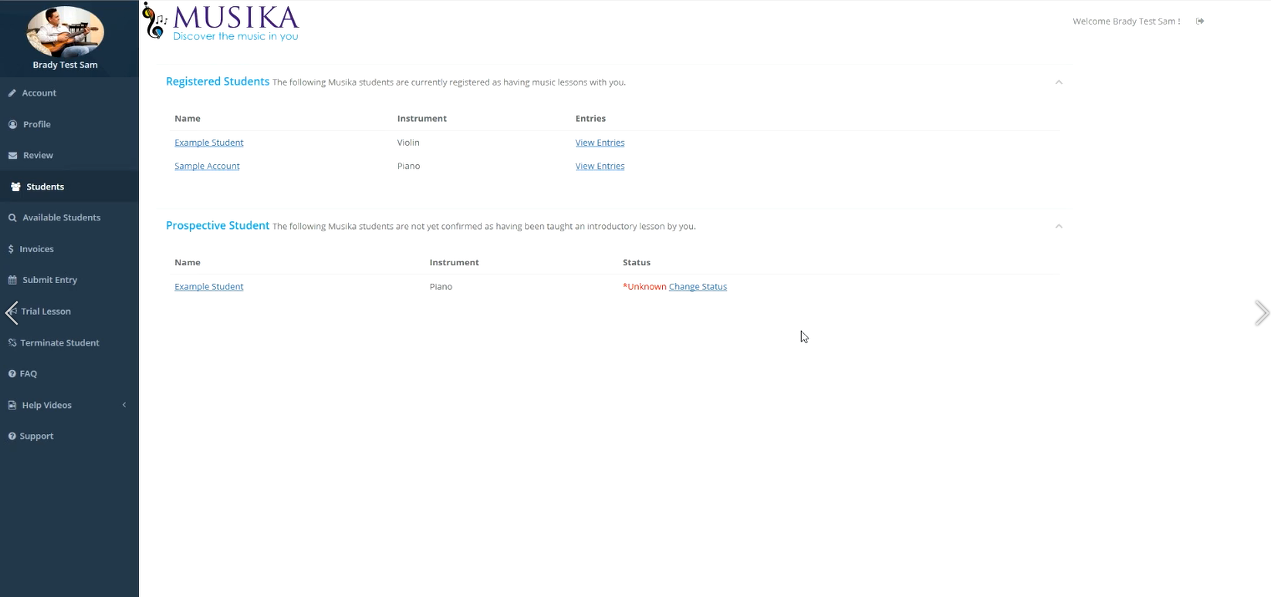 MUSIKA
Discover the music in you
Welcome Brady Test Sam !
Brady Test Sam
Account
Profile
Review
Students
Available Students
Invoices
Submit Entry
Trial Lesson
Terminate Student
FAQ
Help Videos
Support
Registered Students The following Musika students are currently registered as having music lessons with you.
Name Instrument Entries
Example Student Violin View Entries
Sample Account Piano View Entries
Prospective Student The following Musika students are not yet confirmed as having been taught an introductory lesson by you.
Name Instrument Status
Example Student Piano *Unknown Change Status